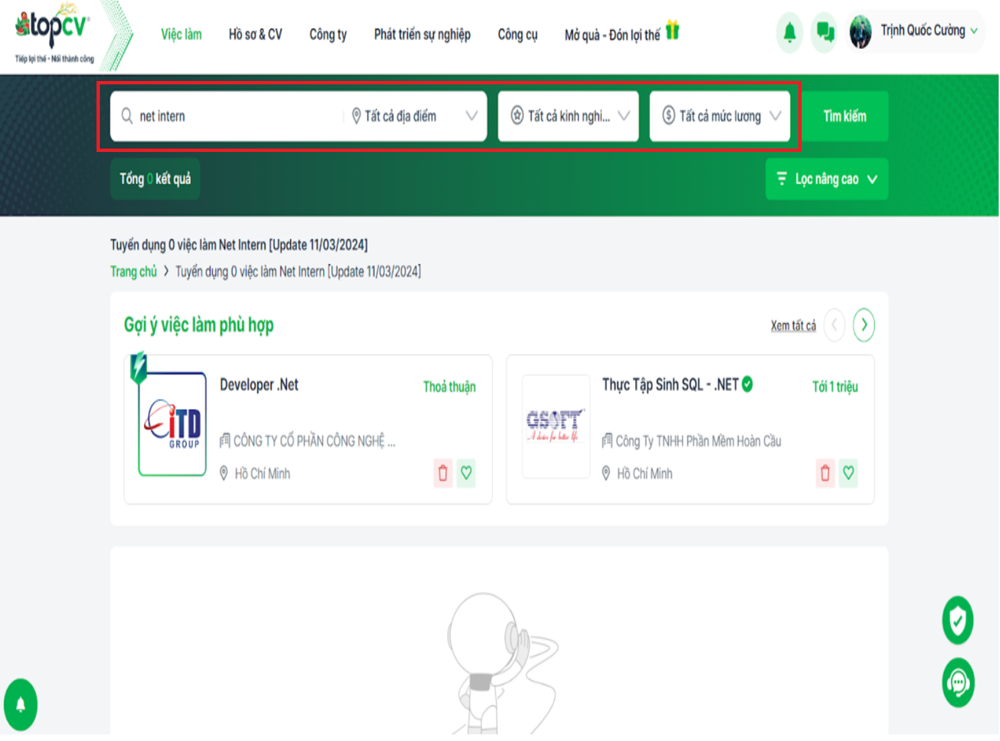 topcv
Tiếp lợi thế - Nối thành công
Việc làm
Hồ sơ & CV
Công ty
Phát triển sự nghiệp
Công cụ
Mở quà - Đón lợi thế
Trịnh Quốc Cường
net intern
Tất cả địa điểm
Tất cả kinh nghi...
Tất cả mức lương
Tìm kiếm
Tổng 0 kết quả
Lọc nâng cao
Tuyển dụng 0 việc làm Net Intern [Update 11/03/2024]
Trang chủ > Tuyển dụng 0 việc làm Net Intern [Update 11/03/2024]
Gợi ý việc làm phù hợp
Xem tất cả
Developer .Net
Thoả thuận
iTD
GROUP
CÔNG TY CỔ PHẦN CÔNG NGHỆ ...
Hồ Chí Minh
Thực Tập Sinh SQL - .NET
Tới 1 triệu
GSOFT
A desire for better life
Công Ty TNHH Phần Mềm Hoàn Cầu
Hồ Chí Minh